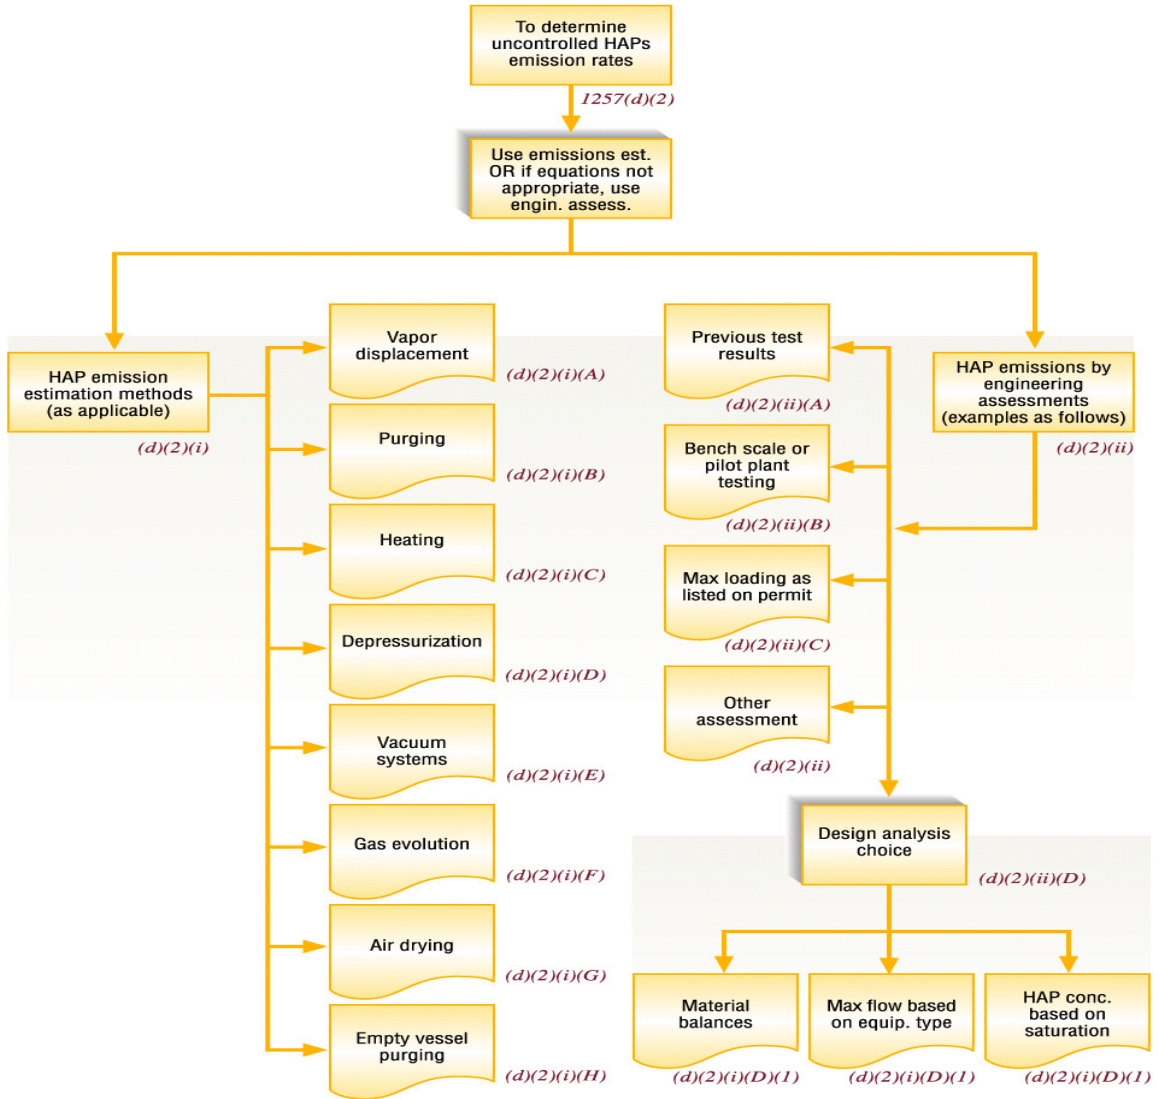 To determine
uncontrolled HAPs
emission rates
1257(d)(2)
Use emissions est.
OR if equations not
appropriate, use
engin. assess.
HAP emission
estimation methods
(as applicable)
(d)(2)(i)
Vapor
displacement
(d)(2)(i)(A)
Purging
(d)(2)(i)(B)
Heating
(d)(2)(i)(C)
Depressurization
(d)(2)(i)(D)
Vacuum
systems
(d)(2)(i)(E)
Gas evolution
(d)(2)(i)(F)
Air drying
(d)(2)(i)(G)
Empty vessel
purging
(d)(2)(i)(H)
Previous test
results
(d)(2)(ii)(A)
Bench scale or
pilot plant
testing
(d)(2)(ii)(B)
Max loading as
listed on permit
(d)(2)(ii)(C)
Other
assessment
(d)(2)(ii)
HAP emissions by
engineering
assessments
(examples as follows)
(d)(2)(ii)
Design analysis
choice
(d)(2)(ii)(D)
Material
balances
(d)(2)(i)(D)(1)
Max flow based
on equip. type
(d)(2)(i)(D)(1)
HAP conc.
based on
saturation
(d)(2)(i)(D)(1)